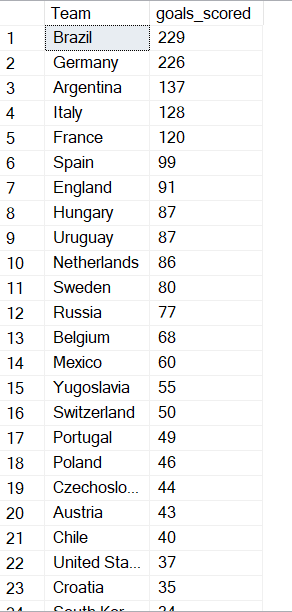 Team goals_scored
1 Brazil 229
2 Germany 226
3 Argentina 137
4 Italy 128
5 France 120
6 Spain 99
7 England 91
8 Hungary 87
9 Uruguay 87
10 Netherlands 86
11 Sweden 80
12 Russia 77
13 Belgium 68
14 Mexico 60
15 Yugoslavia 55
16 Switzerland 50
17 Portugal 49
18 Poland 46
19 Czechoslo... 44
20 Austria 43
21 Chile 40
22 United Sta... 37
23 Croatia 35
24 South Kor... 34